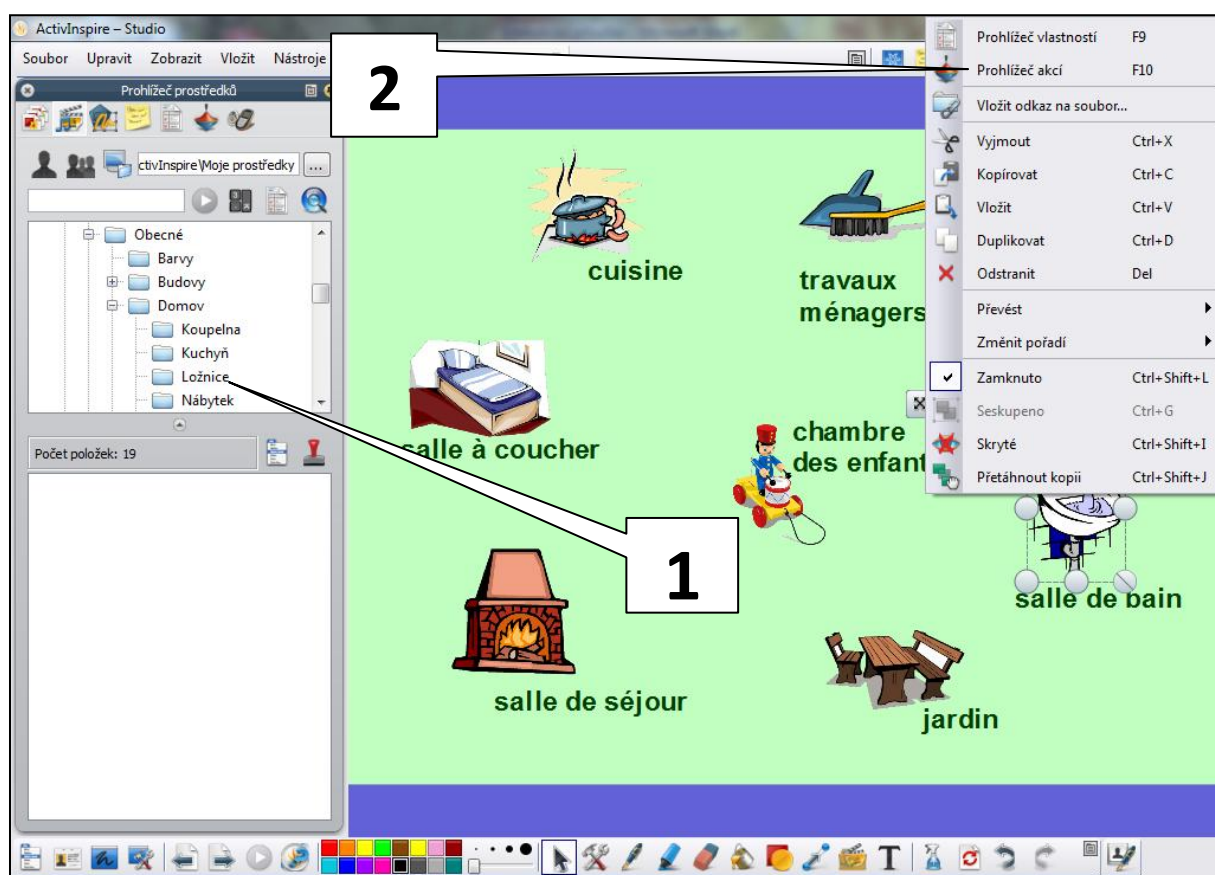 ActivInspire – Studio
Soubor Upravit Zobrazit Vložit Nástroje
2
Prohlížeč prostředků
ctivInspire\Moje prostředky ...
Obecné
Barvy
Budovy
Domov
Koupelna
Kuchyň
Ložnice
Nábytek
Počet položek: 19
1
cuisine
travaux
ménagers
salle à coucher
chambre
des enfant
salle de bain
salle de séjour
jardin
Prohlížeč vlastností F9
Prohlížeč akcí F10
Vložit odkaz na soubor...
Vyjmout Ctrl+X
Kopírovat Ctrl+C
Vložit Ctrl+V
Duplikovat Ctrl+D
Odstranit Del
Převést
Změnit pořadí
Zamknuto Ctrl+Shift+L
Seskupeno Ctrl+G
Skryté Ctrl+Shift+I
Přetáhnout kopii Ctrl+Shift+J
T